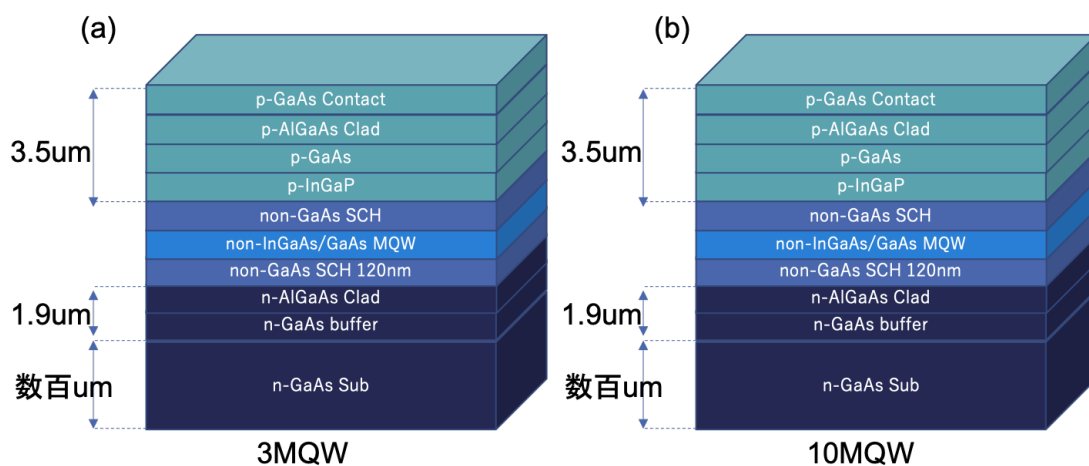 (a)
p-GaAs Contact
p-AlGaAs Clad
p-GaAs
p-InGaP
non-GaAs SCH
non-InGaAs/GaAs MQW
non-GaAs SCH 120nm
n-AlGaAs Clad
n-GaAs buffer
n-GaAs Sub
3.5um
1.9um
数百um
3MQW
(b)
p-GaAs Contact
p-AlGaAs Clad
p-GaAs
p-InGaP
non-GaAs SCH
non-InGaAs/GaAs MQW
non-GaAs SCH 120nm
n-AlGaAs Clad
n-GaAs buffer
n-GaAs Sub
3.5um
1.9um
数百um
10MQW